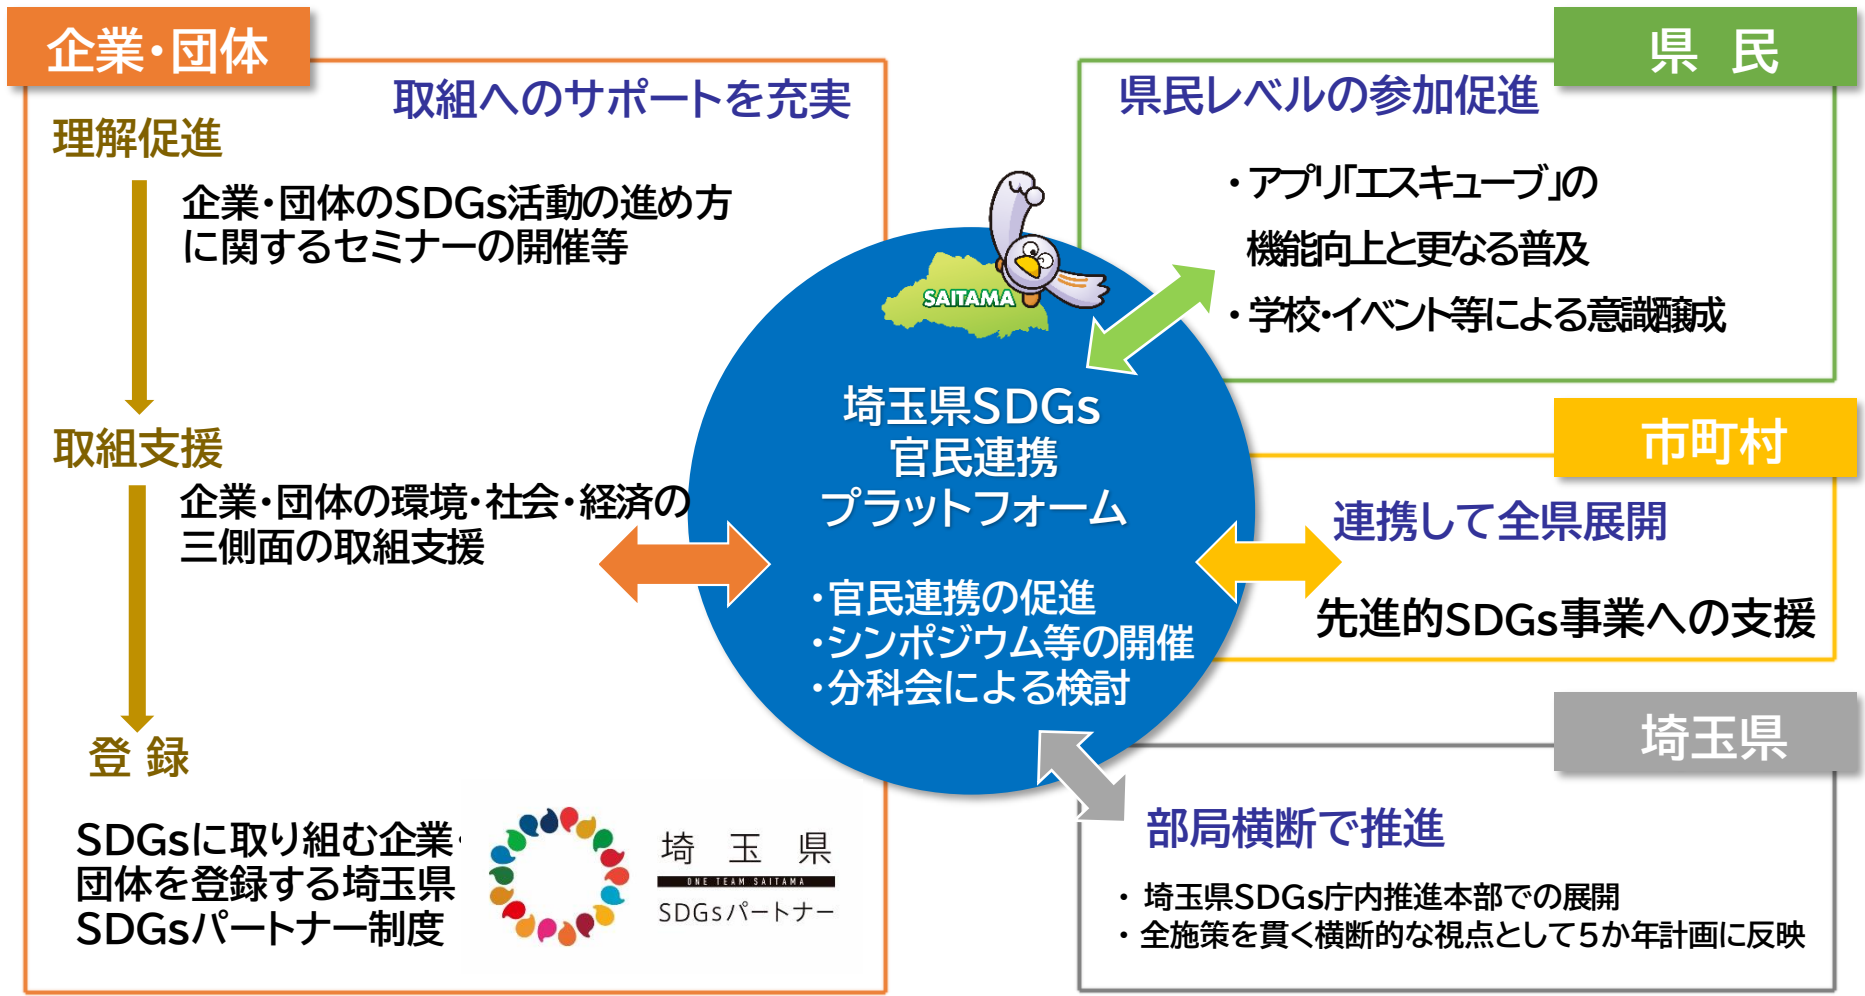 企業・団体
取組へのサポートを充実
理解促進
企業・団体のSDGs活動の進め方
に関するセミナーの開催等
取組支援
企業・団体の環境・社会・経済の
三側面の取組支援
登 録
SDGsに取り組む企業・
団体を登録する埼玉県
SDGsパートナー制度
埼 玉 県
ONE TEAM SAITAMA
SDGsパートナー
SAITAMA
埼玉県SDGs
官民連携
プラットフォーム
・官民連携の促進
・シンポジウム等の開催
・分科会による検討
県 民
県民レベルの参加促進
・アプリ「エスキューブ」の
機能向上と更なる普及
・学校・イベント等による意識醸成
市町村
連携して全県展開
先進的SDGs事業への支援
埼玉県
部局横断で推進
・ 埼玉県SDGs庁内推進本部での展開
・ 全施策を貫く横断的な視点として５か年計画に反映